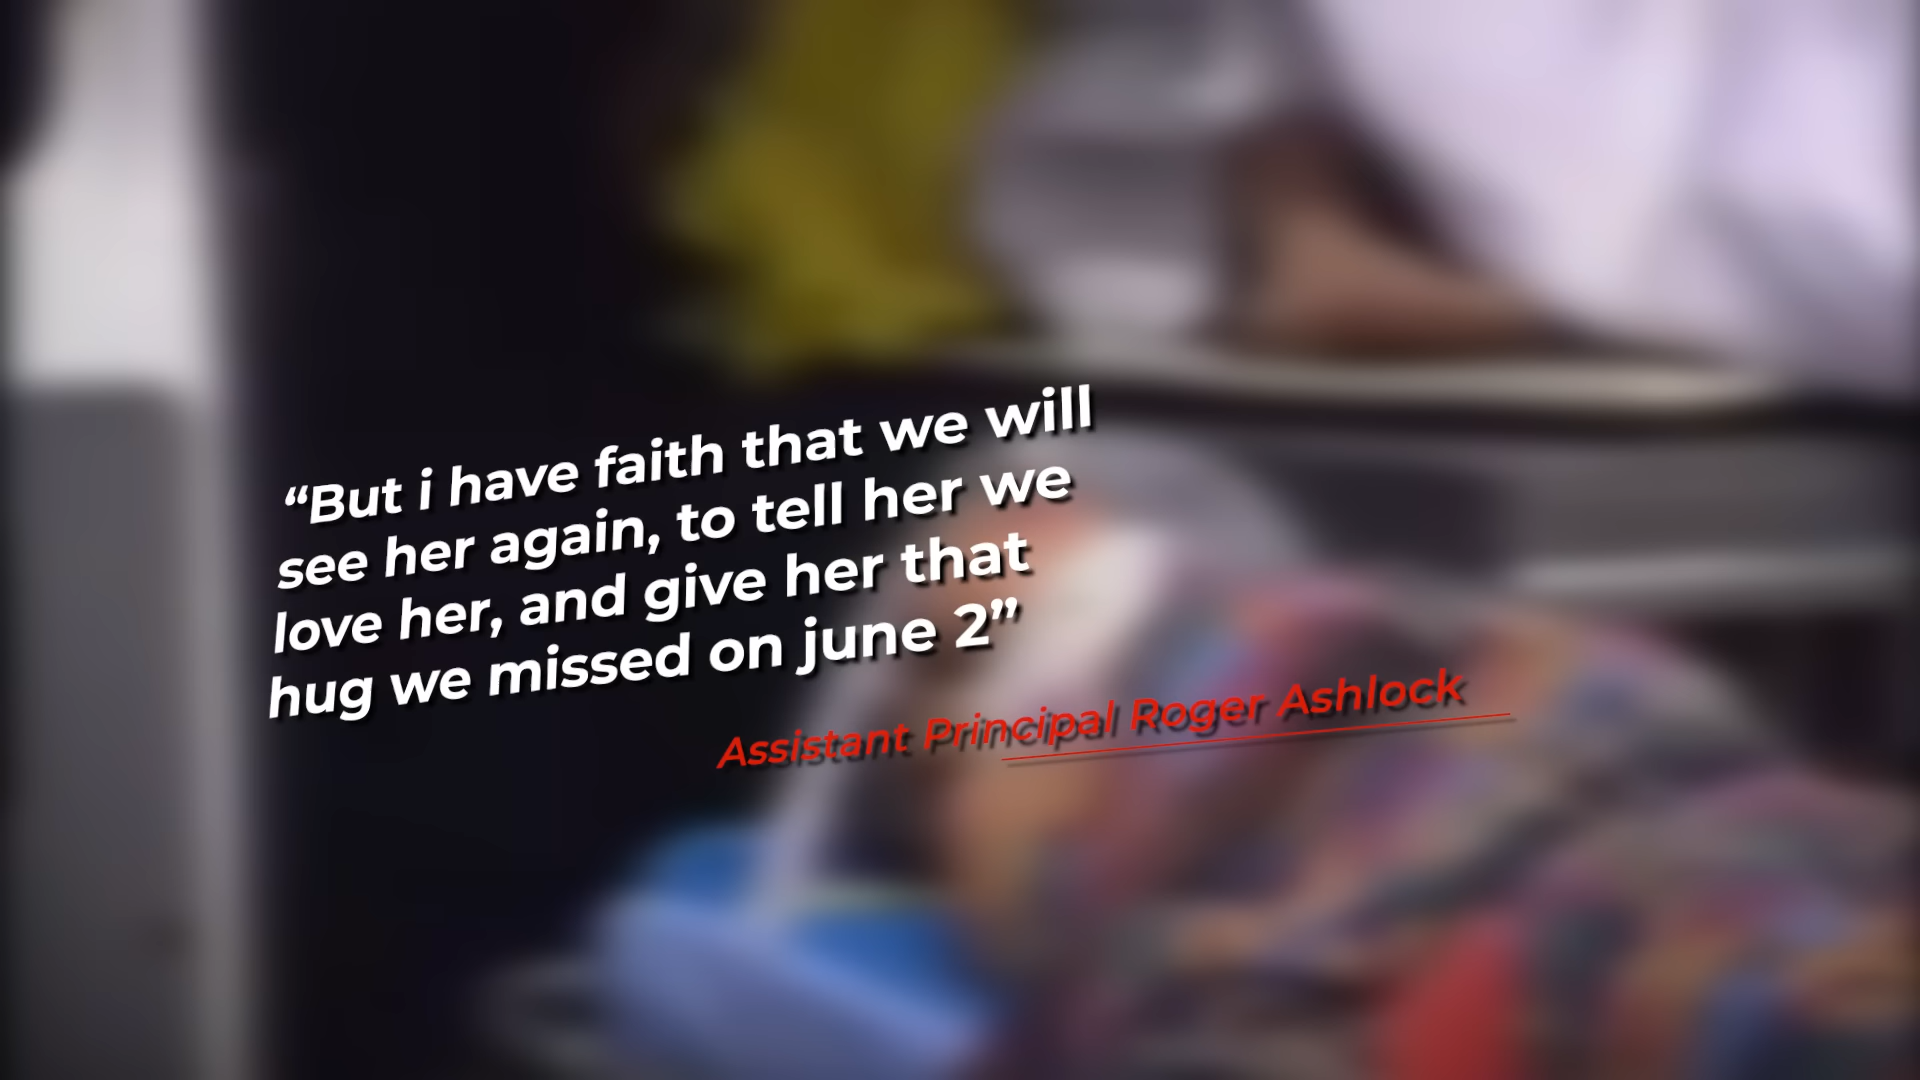 “But i have faith that we will
see her again, to tell her we
love her, and give her that
hug we missed on june 2”
Assistant Principal Roger Ashlock